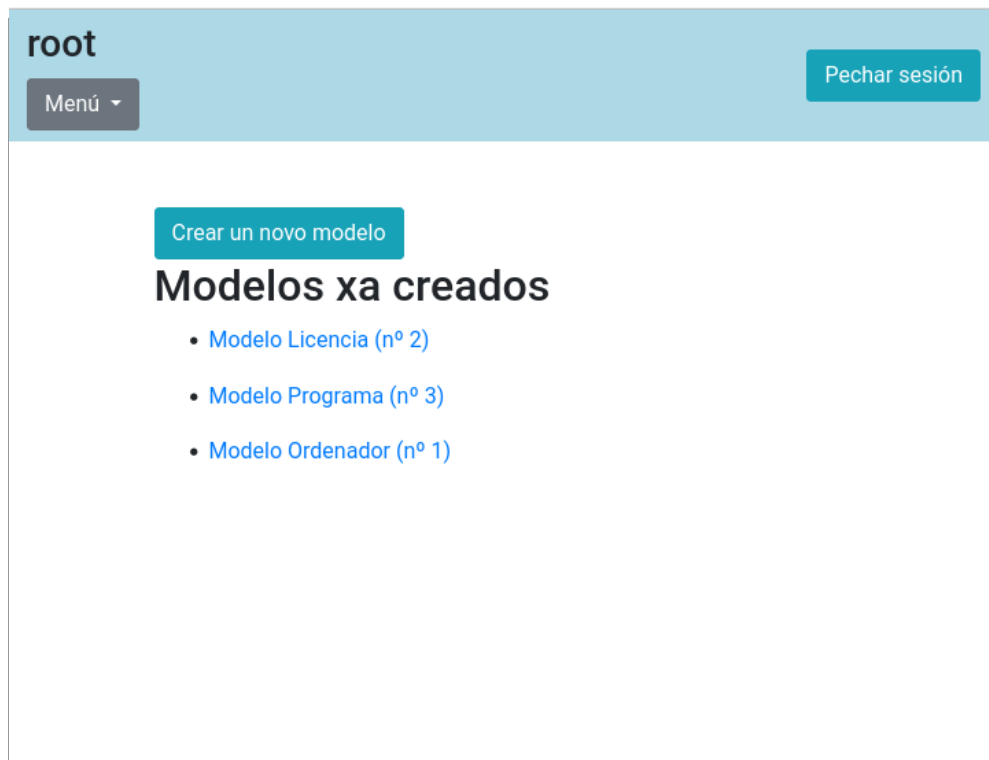 root
Menú
Pechar sesión
Crear un novo modelo
Modelos xa creados
Modelo Licencia (nº 2)
Modelo Programa (nº 3)
Modelo Ordenador (nº 1)